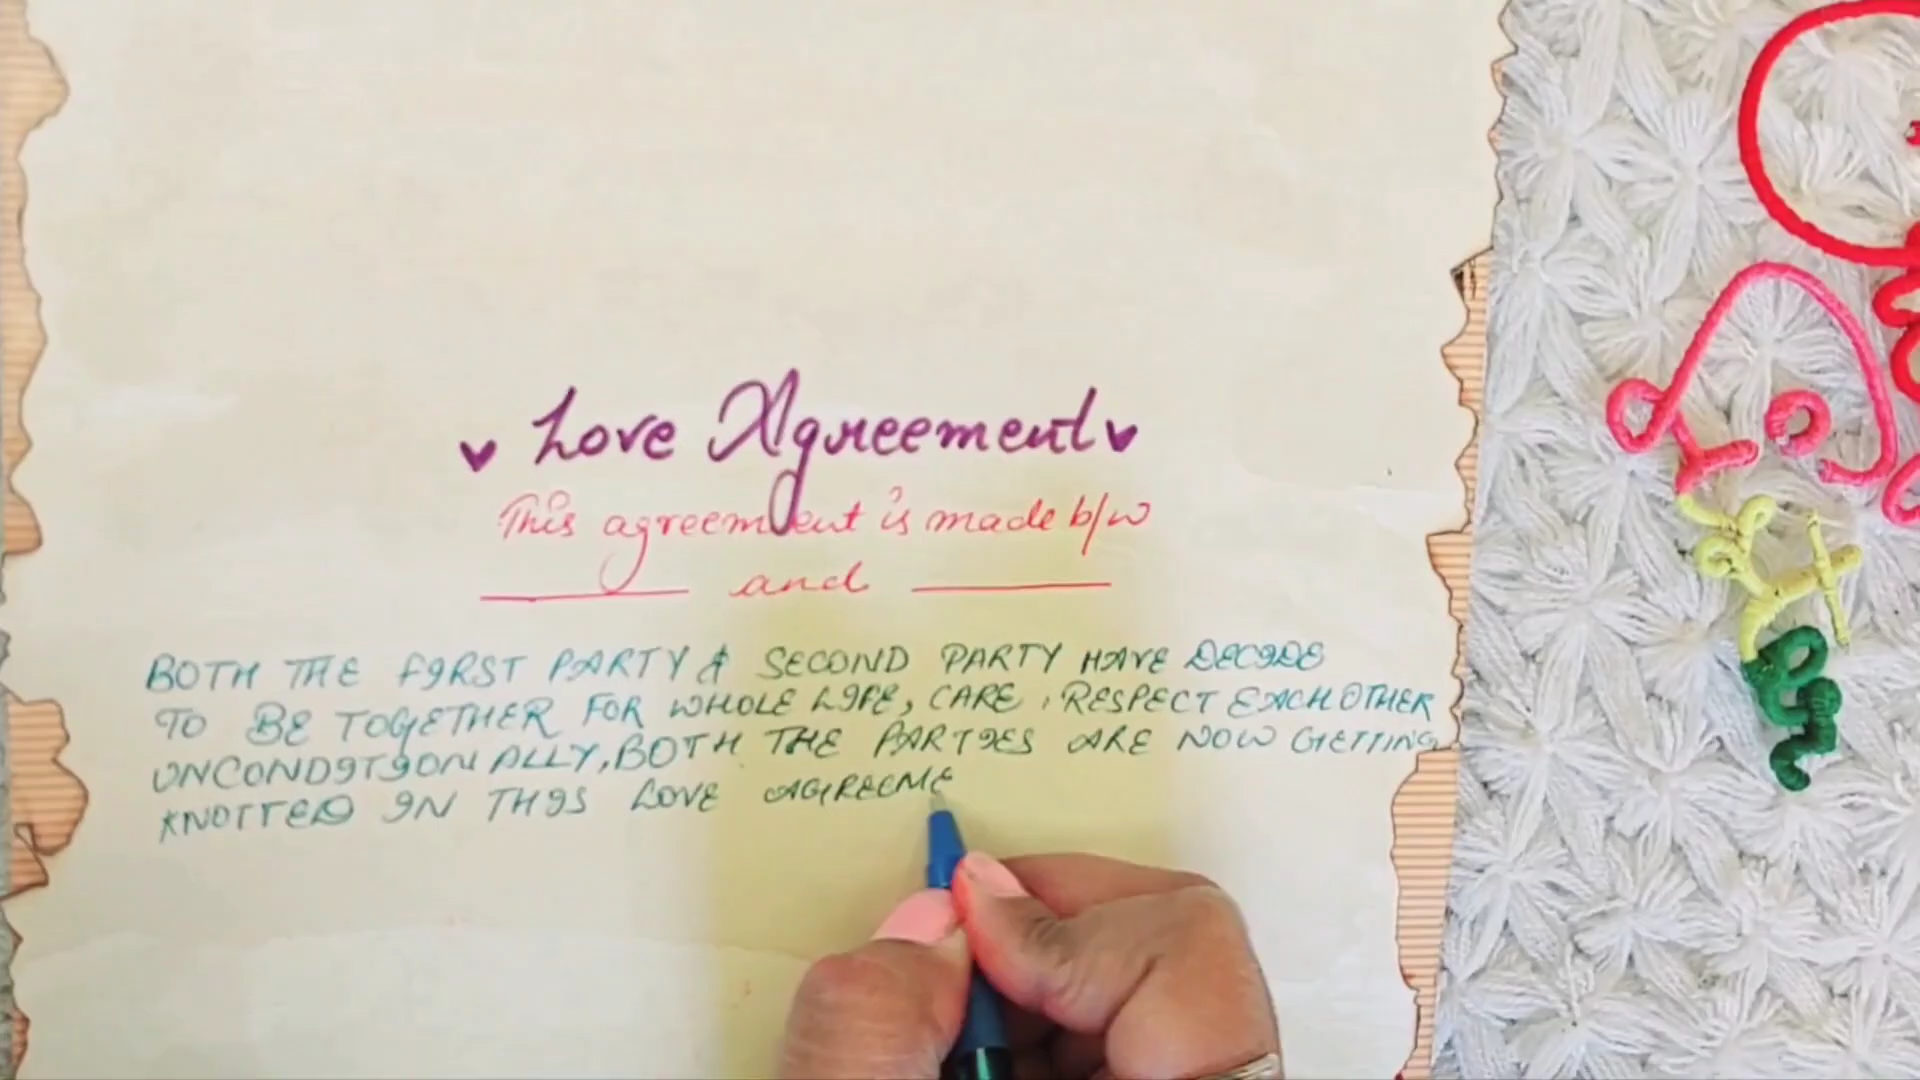 Love Agreement
This agreement is made b/w
and
BOTH THE FIRST PARTY & SECOND PARTY HAVE DECIDE
TO BE TOGETHER FOR WHOLE LIFE, CARE, RESPECT EACH OTHER
UNCONDITIONALLY, BOTH THE PARTIES ARE NOW GETTING
KNOTTED IN THIS LOVE AGREEME